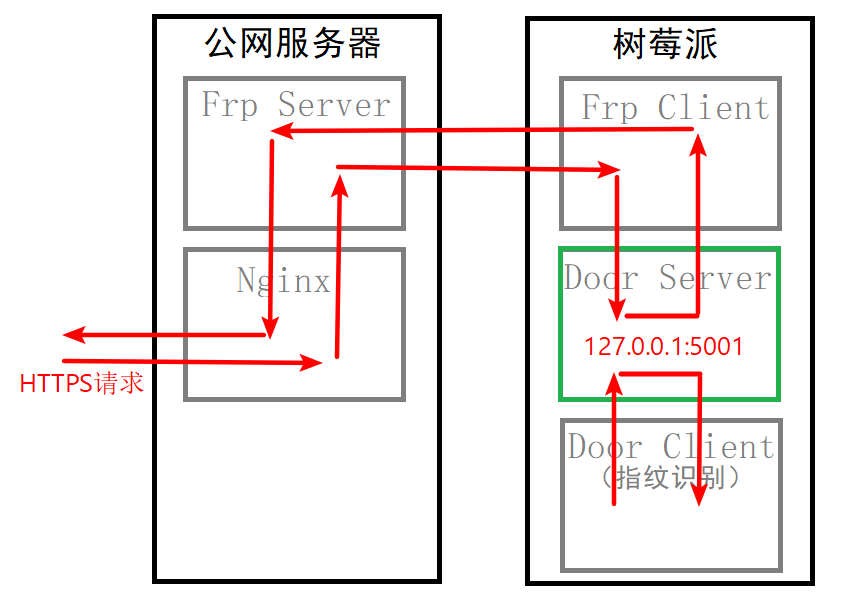 公网服务器
Frp Server
Nginx
HTTPS请求
树莓派
Frp Client
Door Server
127.0.0.1:5001
Door Client
（指纹识别）